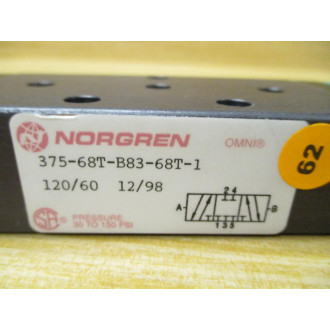 NORGREN OMNI®
375-68T-B83-68T-1
120/60 12/98
2 4
A B
1 3 5
PRESSURE
30 TO 150 PSI
62